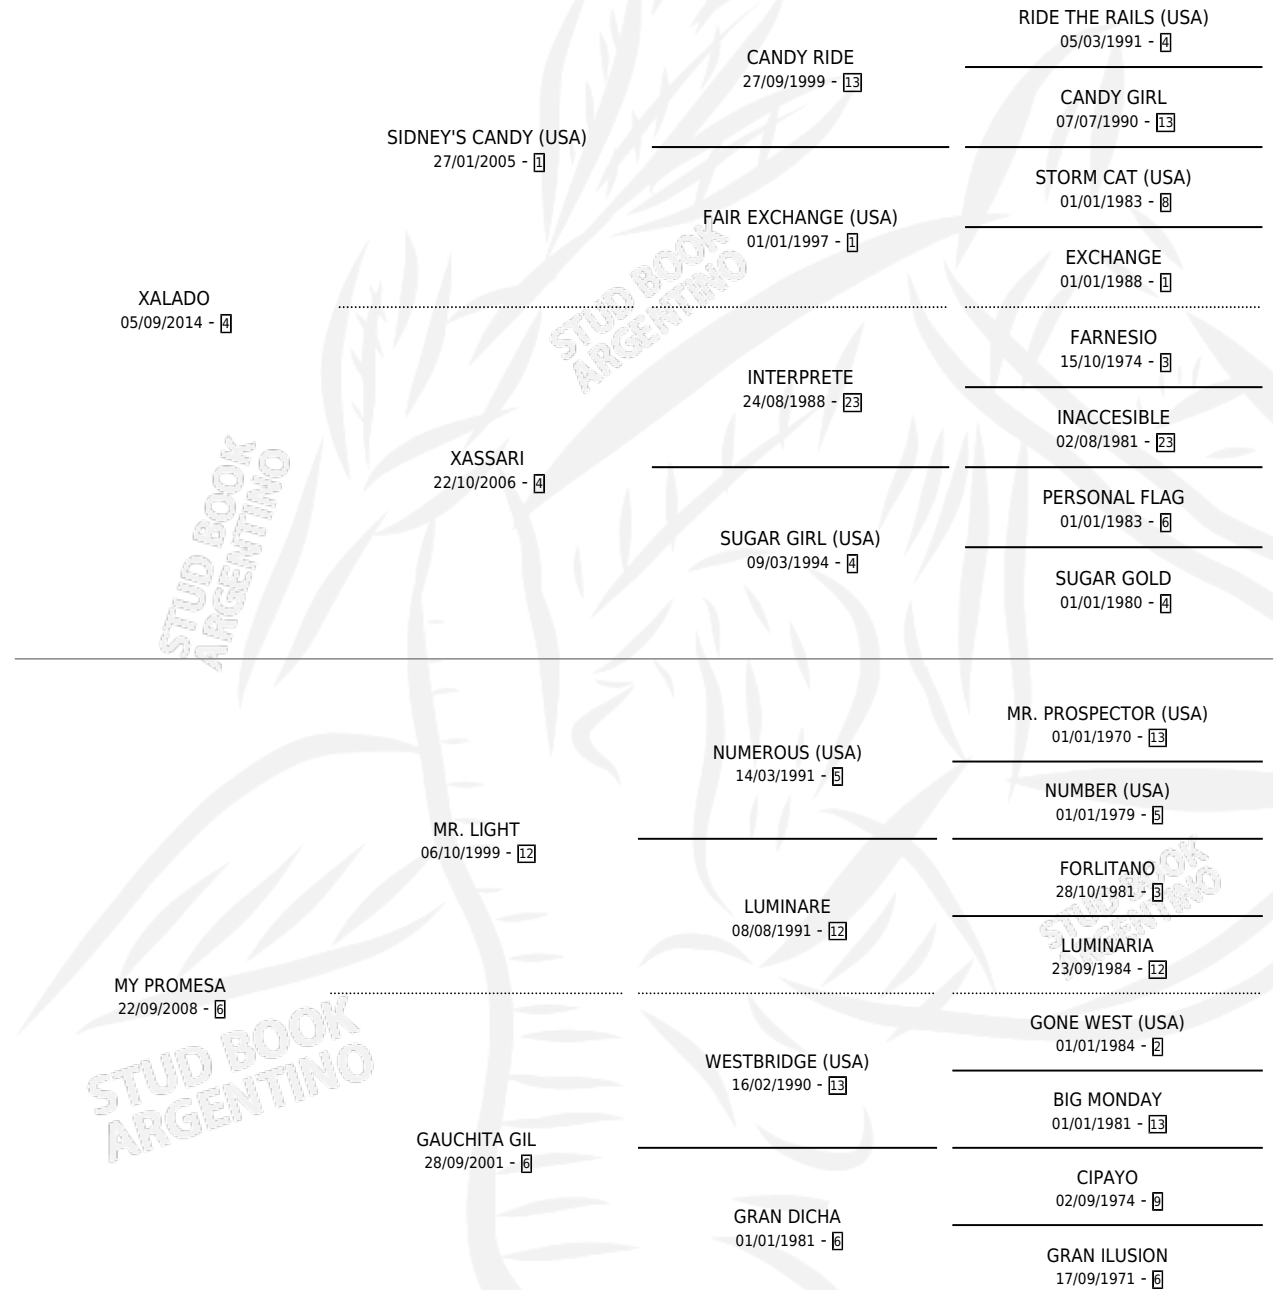 RIDE THE RAILS (USA)
05/03/1991 - 4
CANDY RIDE
27/09/1999 - 13
CANDY GIRL
07/07/1990 - 13
SIDNEY'S CANDY (USA)
27/01/2005 - 1
STORM CAT (USA)
01/01/1983 - 8
FAIR EXCHANGE (USA)
01/01/1997 - 1
EXCHANGE
01/01/1988 - 1
XALADO
05/09/2014 - 4
FARNESIO
15/10/1974 - 3
INTERPRETE
24/08/1988 - 23
INACCESIBLE
02/08/1981 - 23
XASSARI
22/10/2006 - 4
PERSONAL FLAG
01/01/1983 - 6
SUGAR GIRL (USA)
09/03/1994 - 4
SUGAR GOLD
01/01/1980 - 4
MR. PROSPECTOR (USA)
01/01/1970 - 13
NUMEROUS (USA)
14/03/1991 - 5
NUMBER (USA)
01/01/1979 - 5
MR. LIGHT
06/10/1999 - 12
FORLITANO
28/10/1981 - 3
LUMINARE
08/08/1991 - 12
LUMINARIA
23/09/1984 - 12
MY PROMESA
22/09/2008 - 6
GONE WEST (USA)
01/01/1984 - 2
WESTBRIDGE (USA)
16/02/1990 - 13
BIG MONDAY
01/01/1981 - 13
GAUCHITA GIL
28/09/2001 - 6
CIPAYO
02/09/1974 - 9
GRAN DICHA
01/01/1981 - 6
GRAN ILUSION
17/09/1971 - 6
STUD BOOK
ARGENTINO
STUD BOOK
ARGENTINO
STUD BOOK
ARGENTINO
STUD BOOK
ARGENTINO